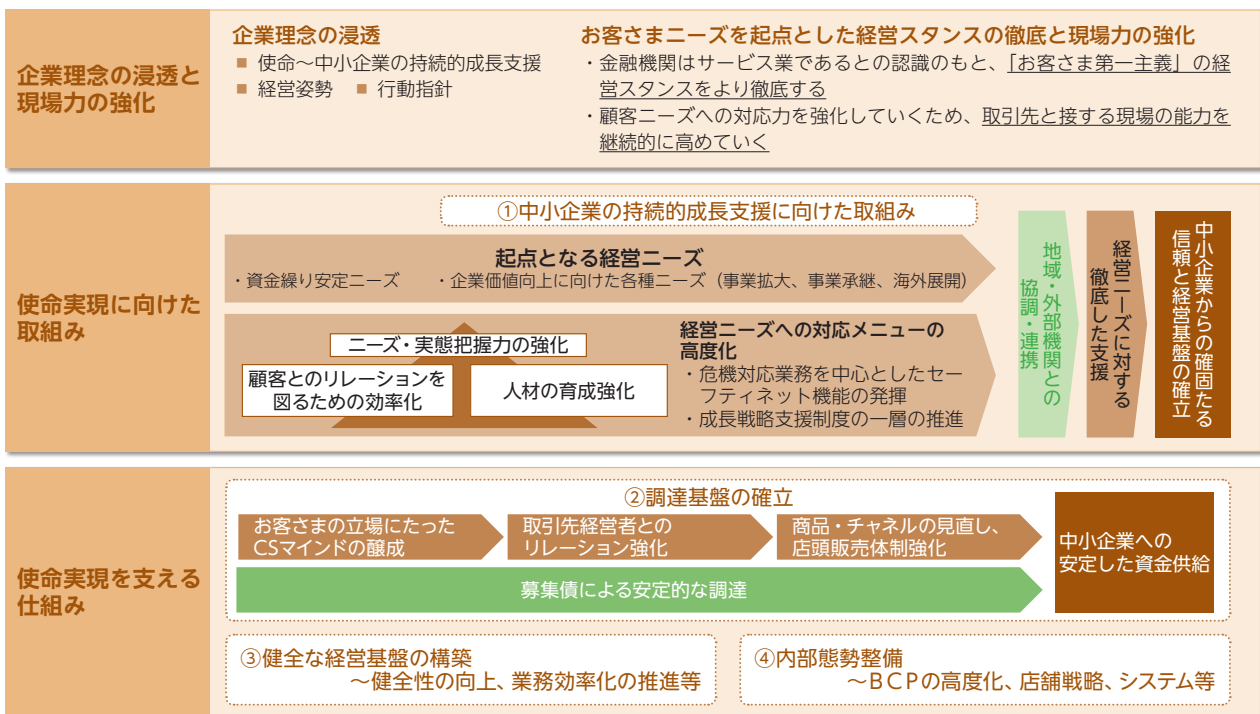 企業理念の浸透と
現場力の強化
企業理念の浸透
■ 使命～中小企業の持続的成長支援
■ 経営姿勢 ■ 行動指針
お客さまニーズを起点とした経営スタンスの徹底と現場力の強化
・金融機関はサービス業であるとの認識のもと、「お客さま第一主義」の経
営スタンスをより徹底する
・顧客ニーズへの対応力を強化していくため、取引先と接する現場の能力を
継続的に高めていく
使命実現に向けた
取組み
①中小企業の持続的成長支援に向けた取組み
起点となる経営ニーズ
・資金繰り安定ニーズ ・企業価値向上に向けた各種ニーズ（事業拡大、事業承継、海外展開）
ニーズ・実態把握力の強化
顧客とのリレーションを
図るための効率化
人材の育成強化
経営ニーズへの対応メニューの
高度化
・危機対応業務を中心としたセー
フティネット機能の発揮
・成長戦略支援制度の一層の推進
地域・外部機関との
協調・連携
経営ニーズに対する
徹底した支援
中小企業からの確固たる
信頼と経営基盤の確立
使命実現を支える
仕組み
②調達基盤の確立
お客さまの立場にたった
CSマインドの醸成
取引先経営者との
リレーション強化
商品・チャネルの見直し、
店頭販売体制強化
募集債による安定的な調達
中小企業への
安定した資金供給
③健全な経営基盤の構築
～健全性の向上、業務効率化の推進等
④内部態勢整備
～ＢＣＰの高度化、店舗戦略、システム等